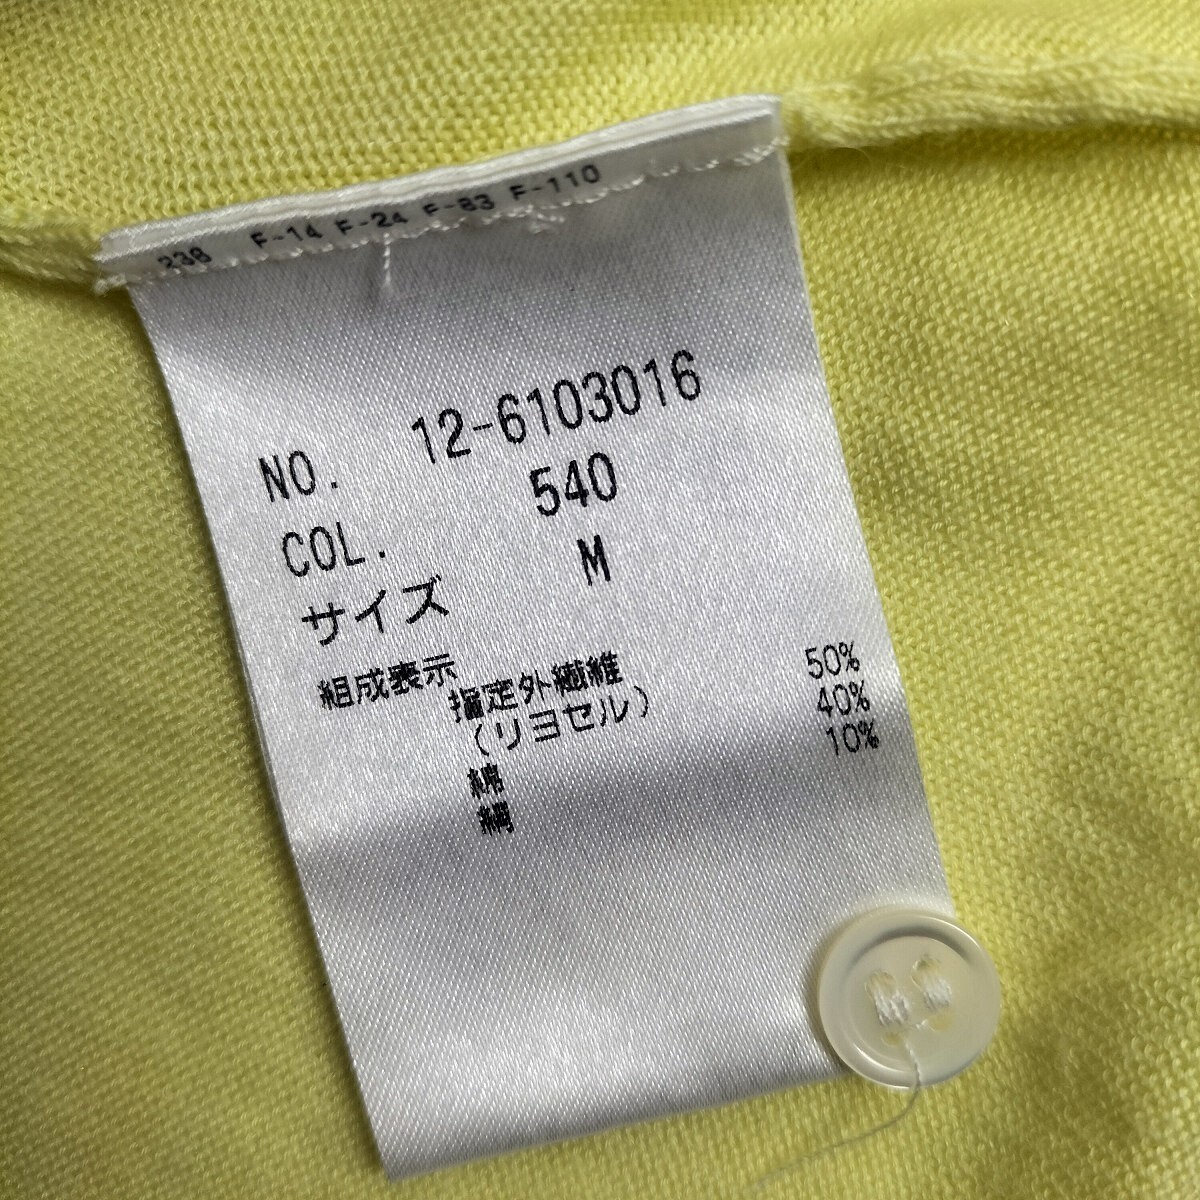 238 F-14 F-24 F-83 F-110
NO. 12-6103016
COL. 540
サイズ M
組成表示
指定外繊維 50%
(リヨセル) 40%
綿 10%
絹